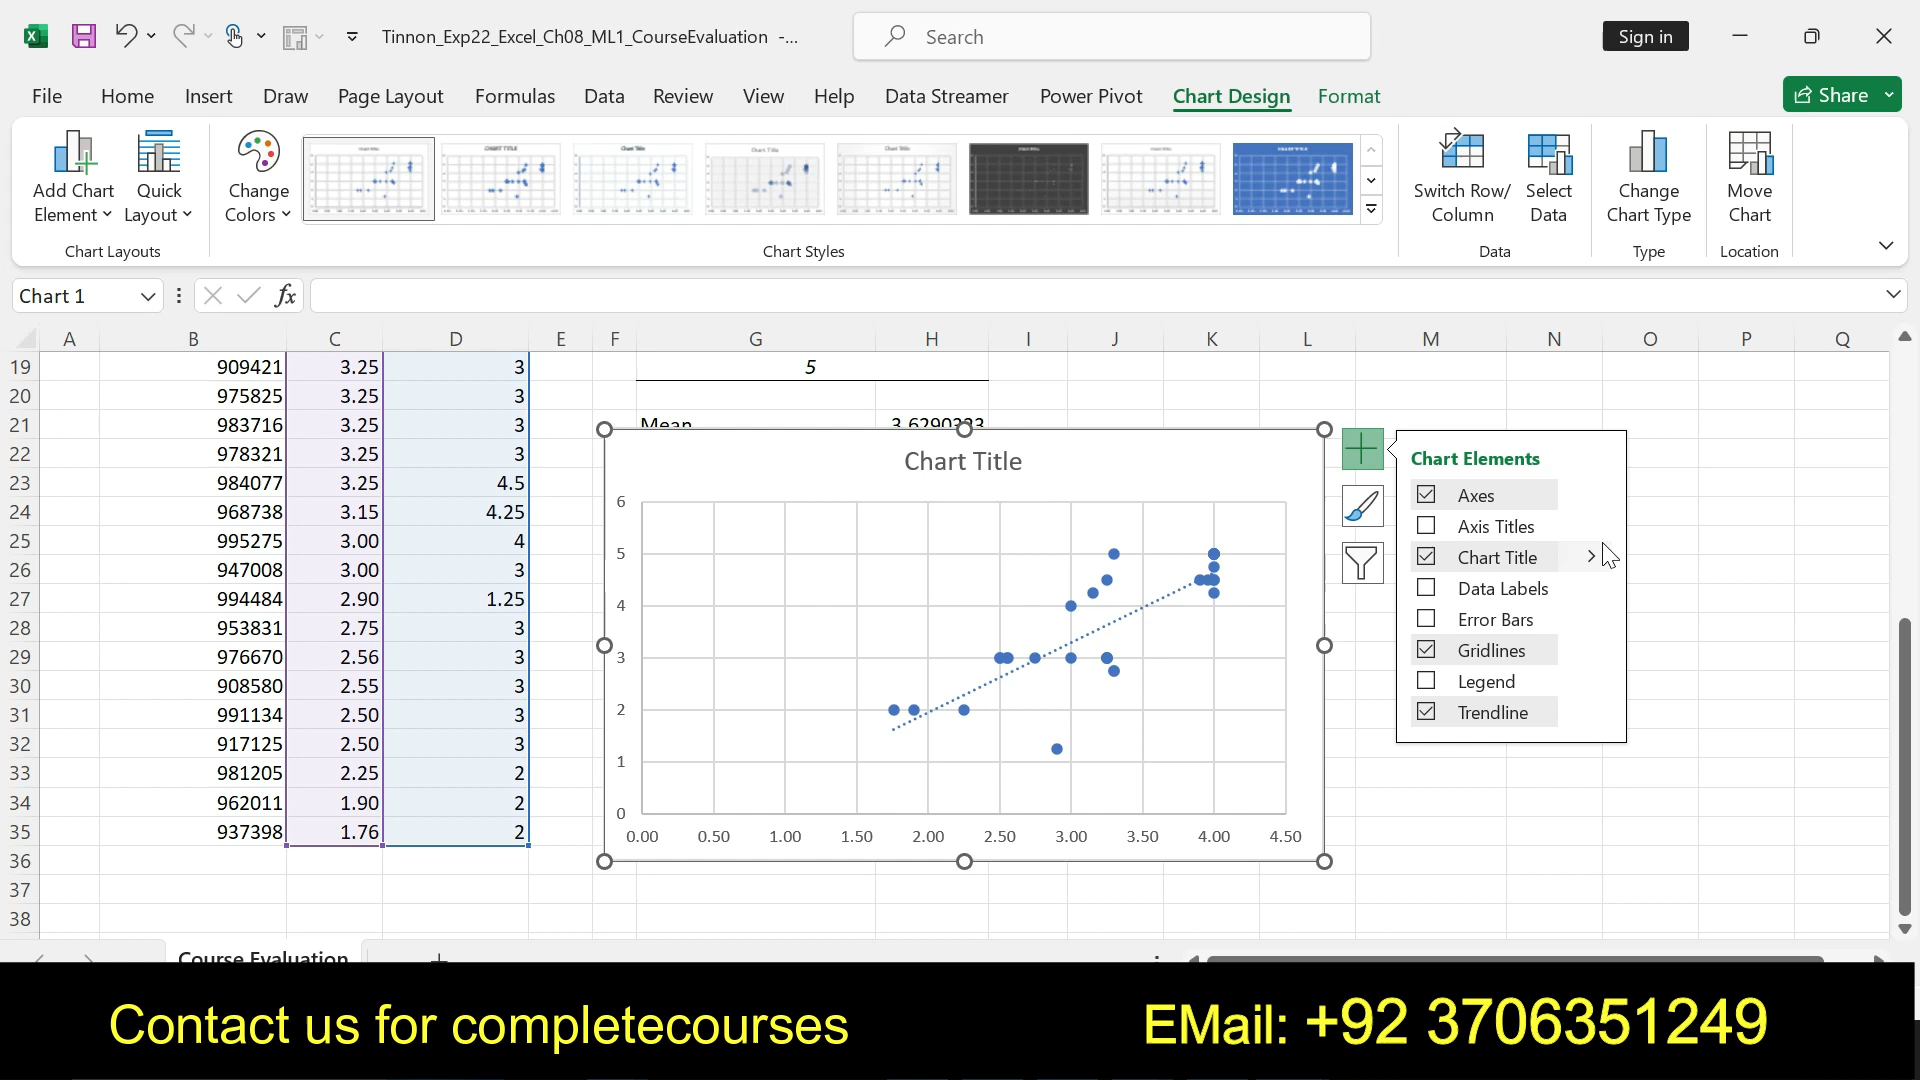 Tinnon_Exp22_Excel_Ch08_ML1_CourseEvaluation -...
Search
Sign in
File Home Insert Draw Page Layout Formulas Data Review View Help Data Streamer Power Pivot Chart Design Format
Share
Add Chart Element
Quick Layout
Change Colors
Switch Row/ Column
Select Data
Change Chart Type
Move Chart
Chart Layouts
Chart Styles
Data
Type
Location
Chart 1
fx
A B C D E F G H I J K L M N O P Q
19 909421 3.25 3 5
20 975825 3.25 3
21 983716 3.25 3 Mean 3.6290323
22 978321 3.25 3
23 984077 3.25 4.5
24 968738 3.15 4.25
25 995275 3.00 4
26 947008 3.00 3
27 994484 2.90 1.25
28 953831 2.75 3
29 976670 2.56 3
30 908580 2.55 3
31 991134 2.50 3
32 917125 2.50 3
33 981205 2.25 2
34 962011 1.90 2
35 937398 1.76 2
36
37
38
Chart Title
6
5
4
3
2
1
0
0.00 0.50 1.00 1.50 2.00 2.50 3.00 3.50 4.00 4.50
Chart Elements
Axes
Axis Titles
Chart Title
Data Labels
Error Bars
Gridlines
Legend
Trendline
Course Evaluation
Contact us for completecourses
EMail: +92 3706351249